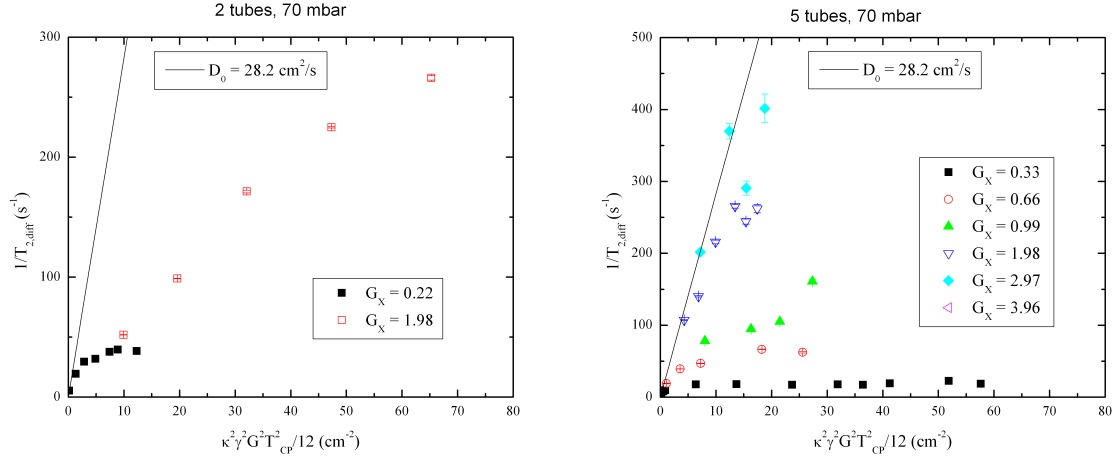 2 tubes, 70 mbar
300
200
100
0
1/T2,diff (s-1)
D0 = 28.2 cm2/s
GX = 0.22
GX = 1.98
0 10 20 30 40 50 60 70 80
κ2γ2G2T2CP/12 (cm-2)
5 tubes, 70 mbar
500
400
300
200
100
0
1/T2,diff (s-1)
D0 = 28.2 cm2/s
GX = 0.33
GX = 0.66
GX = 0.99
GX = 1.98
GX = 2.97
GX = 3.96
0 10 20 30 40 50 60 70 80
κ2γ2G2T2CP/12 (cm-2)